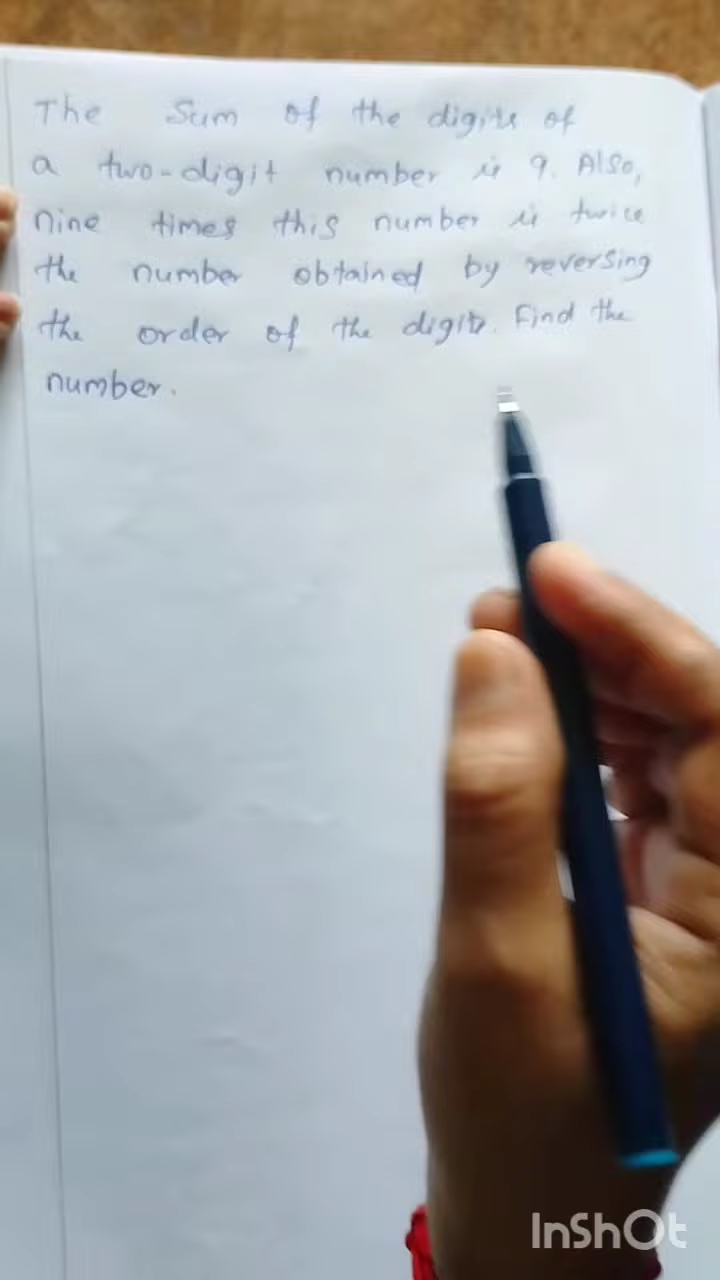 The Sum of the digits of
a two-digit number is 9. Also,
nine times this number is twice
the number obtained by reversing
the order of the digits. Find the
number.
InShOt